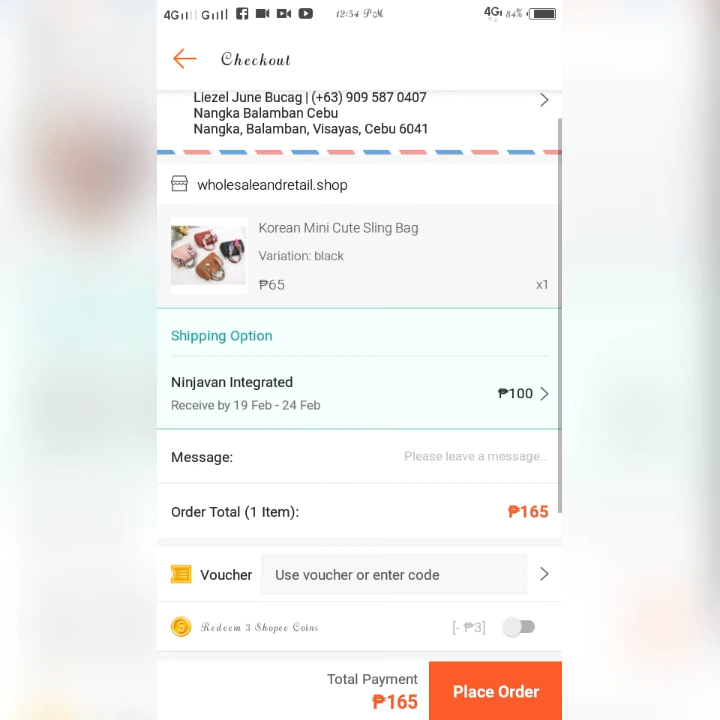 4G G 12:54 PM 4G 84%
Checkout
Liezel June Bucag | (+63) 909 587 0407
Nangka Balamban Cebu
Nangka, Balamban, Visayas, Cebu 6041
wholesaleandretail.shop
Korean Mini Cute Sling Bag
Variation: black
₱65 x1
Shipping Option
Ninjavan Integrated ₱100
Receive by 19 Feb - 24 Feb
Message: Please leave a message...
Order Total (1 Item): ₱165
Voucher Use voucher or enter code
Redeem 3 Shopee Coins [- ₱3]
Total Payment
₱165
Place Order